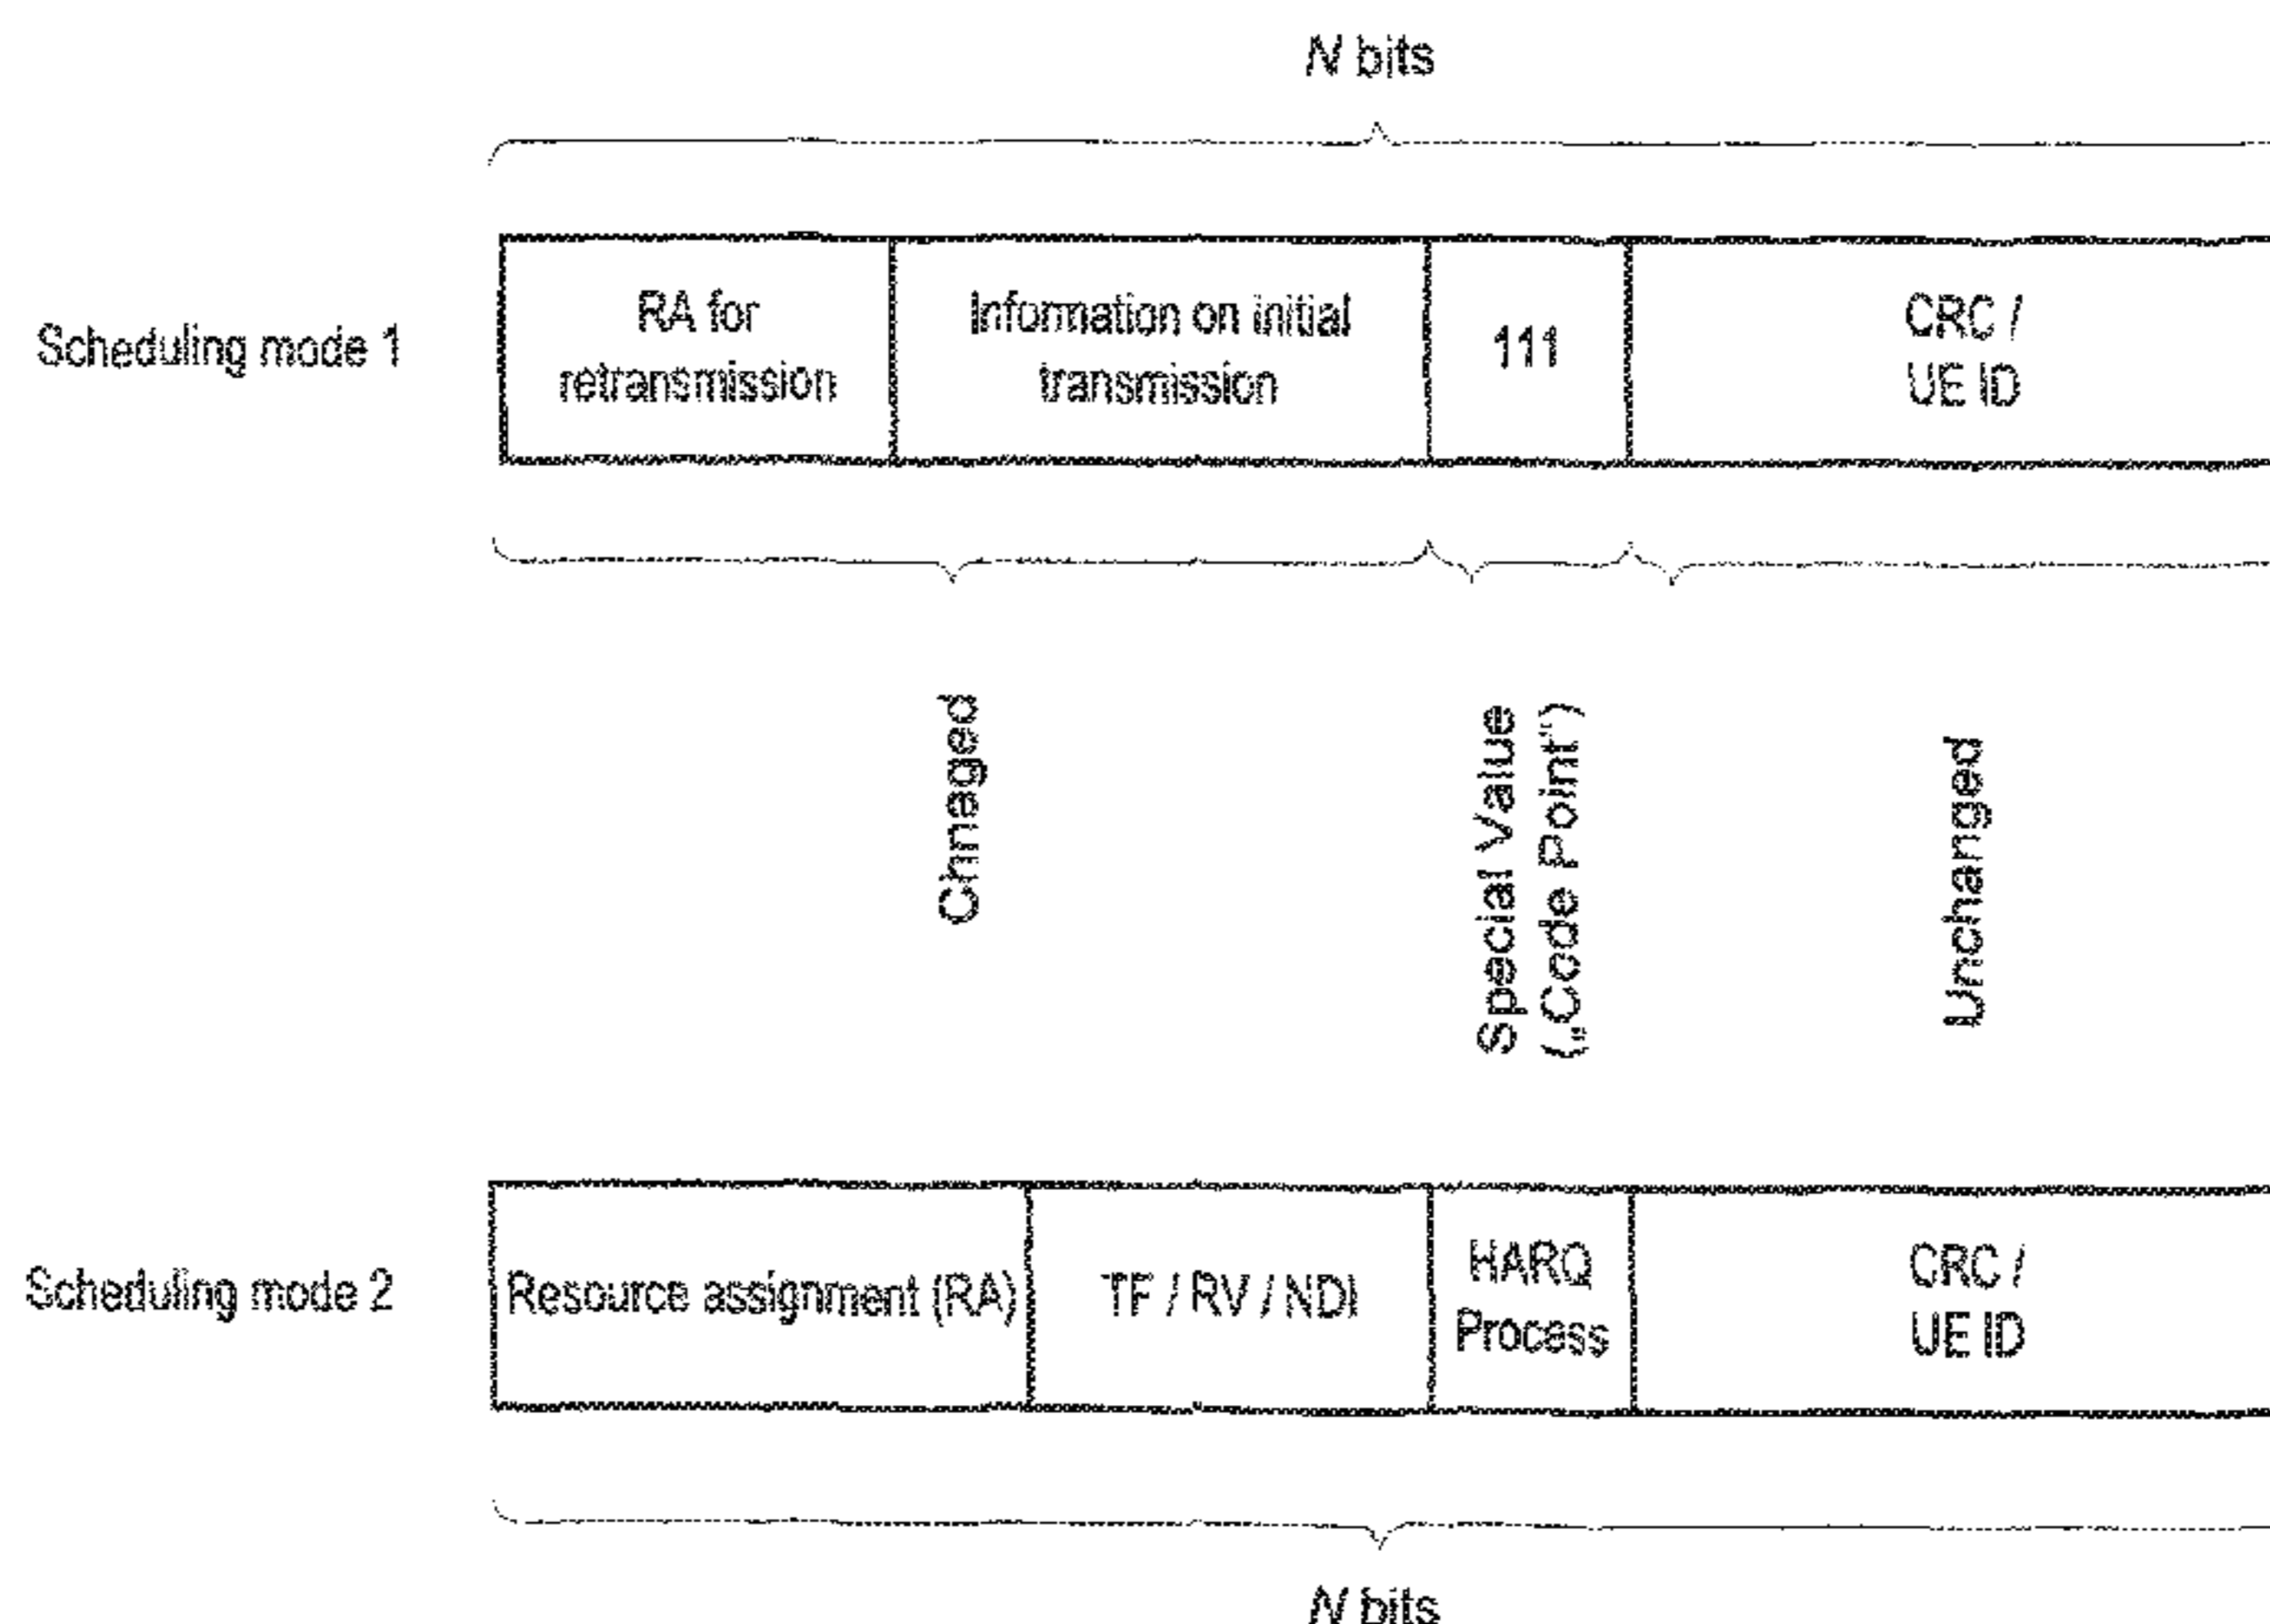 N bits
Scheduling mode 1
RA for
retransmission
Information on initial
transmission
111
CRC /
UE ID
Chnaged
Special Value
(„Code Point“)
Unchanged
Scheduling mode 2
Resource assignment (RA)
TF / RV / NDI
HARQ
Process
CRC /
UE ID
N bits